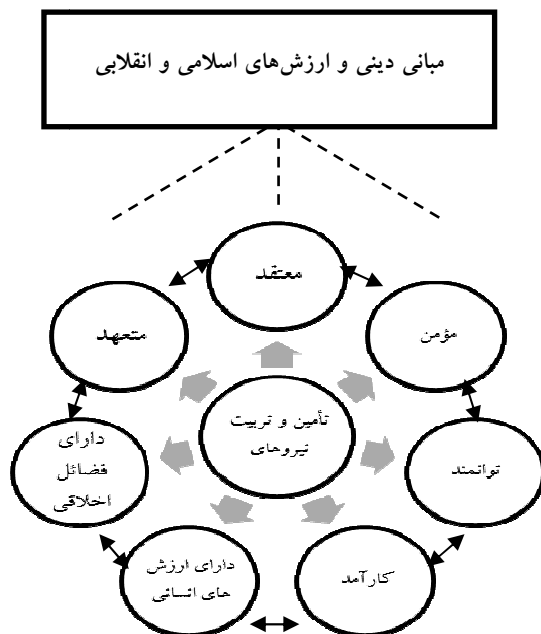 مبانی دینی و ارزش‌های اسلامی و انقلابی
معتقد
متعهد
مؤمن
تأمین و تربیت
نیروهای
دارای
فضائل
اخلاقی
توانمند
دارای ارزش
های انسانی
کارآمد